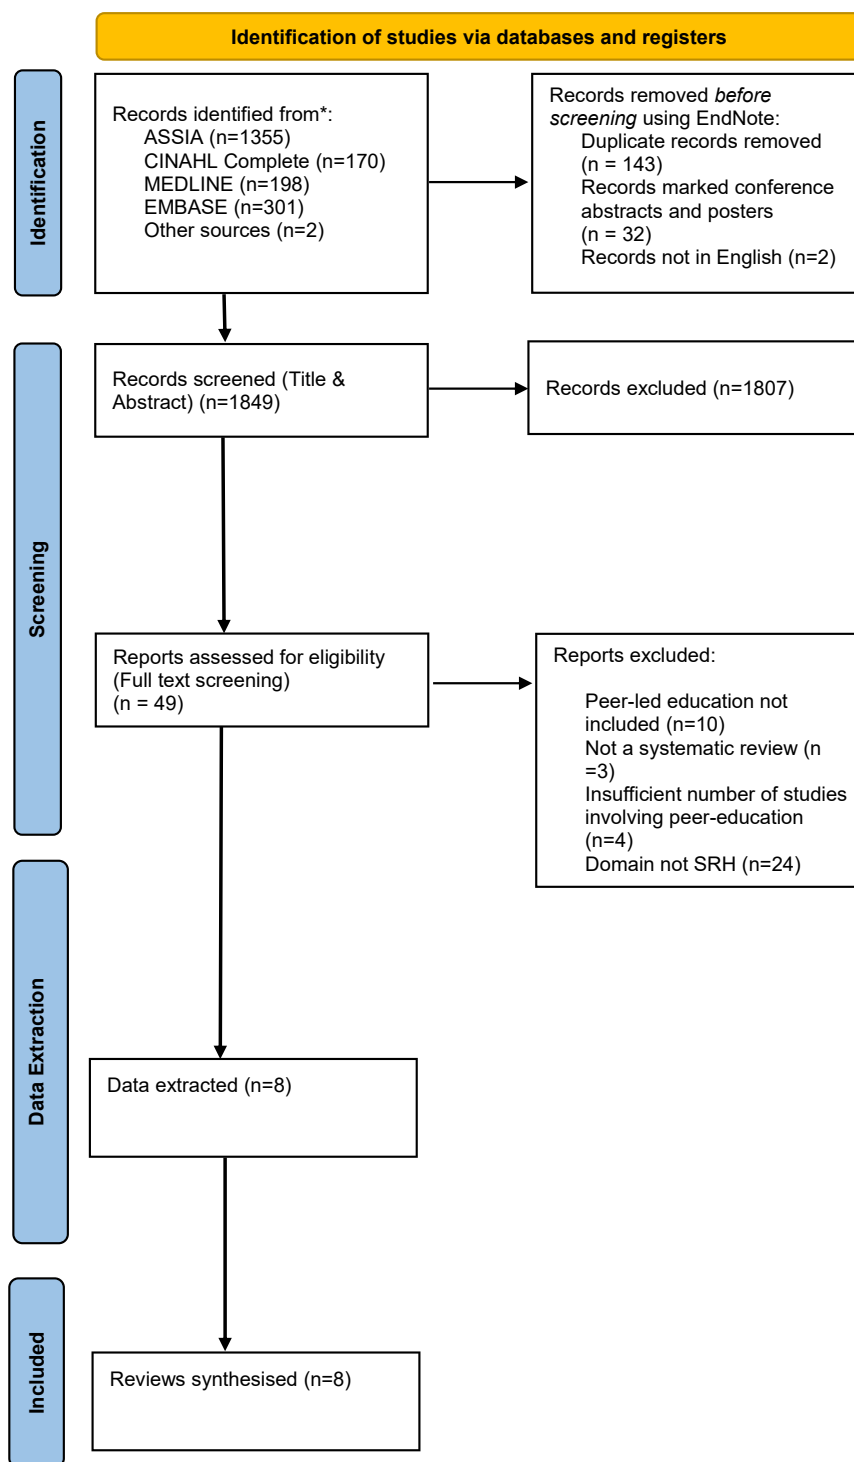 Identification of studies via databases and registers
Identification
Records identified from*:
ASSIA (n=1355)
CINAHL Complete (n=170)
MEDLINE (n=198)
EMBASE (n=301)
Other sources (n=2)
Records removed before
screening using EndNote:
Duplicate records removed
(n = 143)
Records marked conference
abstracts and posters
(n = 32)
Records not in English (n=2)
Screening
Records screened (Title &
Abstract) (n=1849)
Records excluded (n=1807)
Reports assessed for eligibility
(Full text screening)
(n = 49)
Reports excluded:
Peer-led education not
included (n=10)
Not a systematic review (n
=3)
Insufficient number of studies
involving peer-education
(n=4)
Domain not SRH (n=24)
Data Extraction
Data extracted (n=8)
Included
Reviews synthesised (n=8)